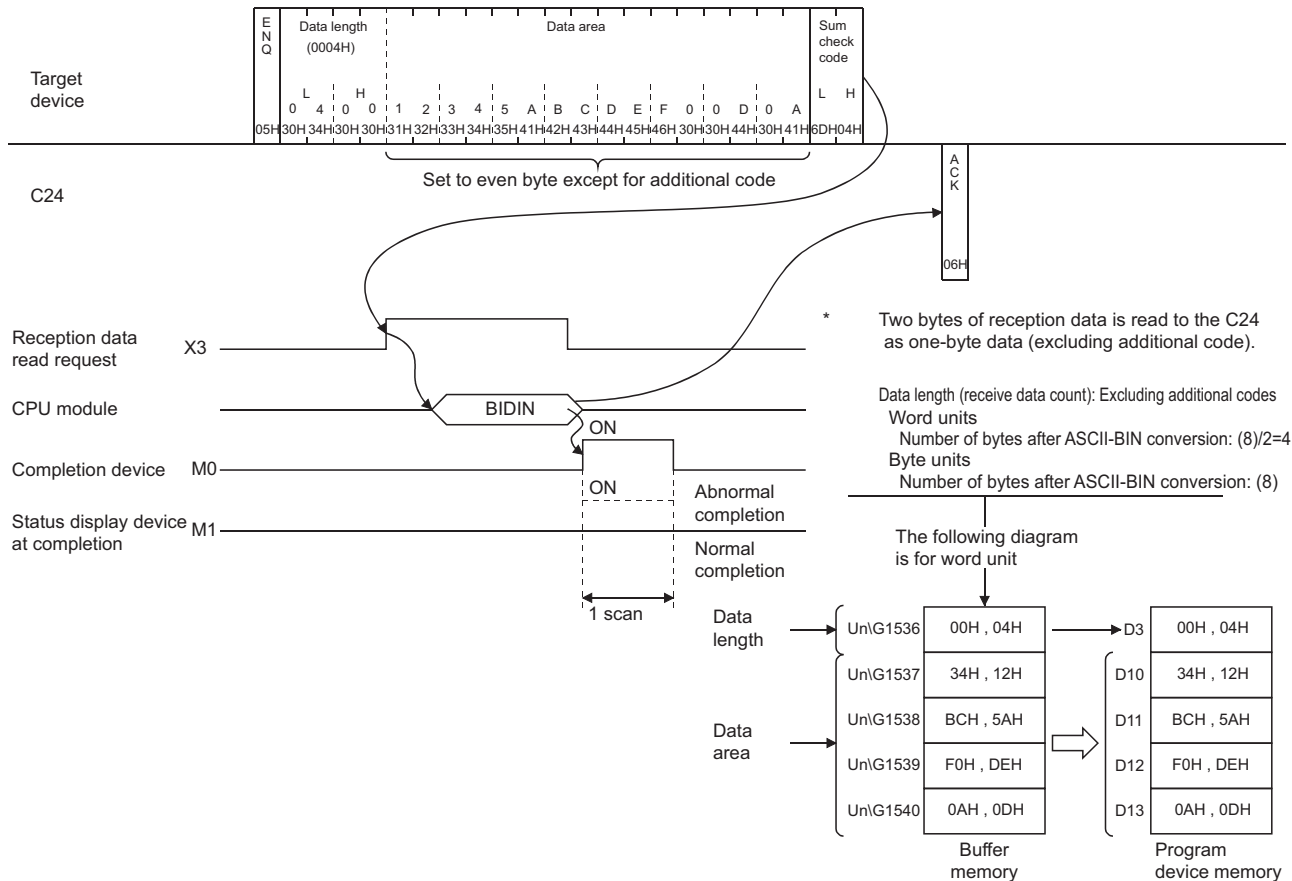 E
N
Q
Data length
(0004H)
Data area
Sum
check
code
Target
device
L H L H
0 4 0 0 1 2 3 4 5 A B C D E F 0 0 D 0 A
05H 30H 34H 30H 30H 31H 32H 33H 34H 35H 41H 42H 43H 44H 45H 46H 30H 30H 44H 30H 41H 6DH 04H
Set to even byte except for additional code
C24
A
C
K
06H
Reception data
read request
X3
* Two bytes of reception data is read to the C24
as one-byte data (excluding additional code).
CPU module
BIDIN
Data length (receive data count): Excluding additional codes
Word units
Number of bytes after ASCII-BIN conversion: (8)/2=4
Byte units
Number of bytes after ASCII-BIN conversion: (8)
ON
Completion device M0
ON
Abnormal
completion
Status display device
at completion
M1
Normal
completion
The following diagram
is for word unit
1 scan
Data
length
Un\G1536 00H , 04H D3 00H , 04H
Un\G1537 34H , 12H D10 34H , 12H
Un\G1538 BCH , 5AH D11 BCH , 5AH
Data
area
Un\G1539 F0H , DEH D12 F0H , DEH
Un\G1540 0AH , 0DH D13 0AH , 0DH
Buffer
memory
Program
device memory